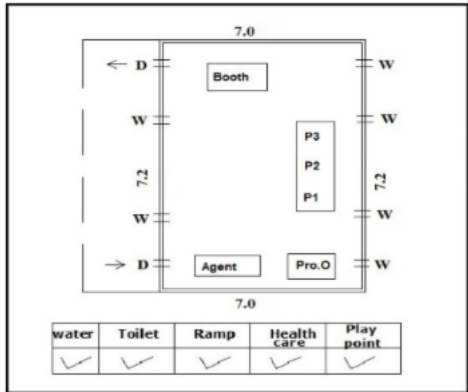 7.0
← D
W
Booth
W
W
7.2
P3
P2
P1
7.2
W
W
→ D
Agent
Pro.O
W
7.0
water Toilet Ramp Health care Play point
✓ ✓ ✓ ✓ ✓